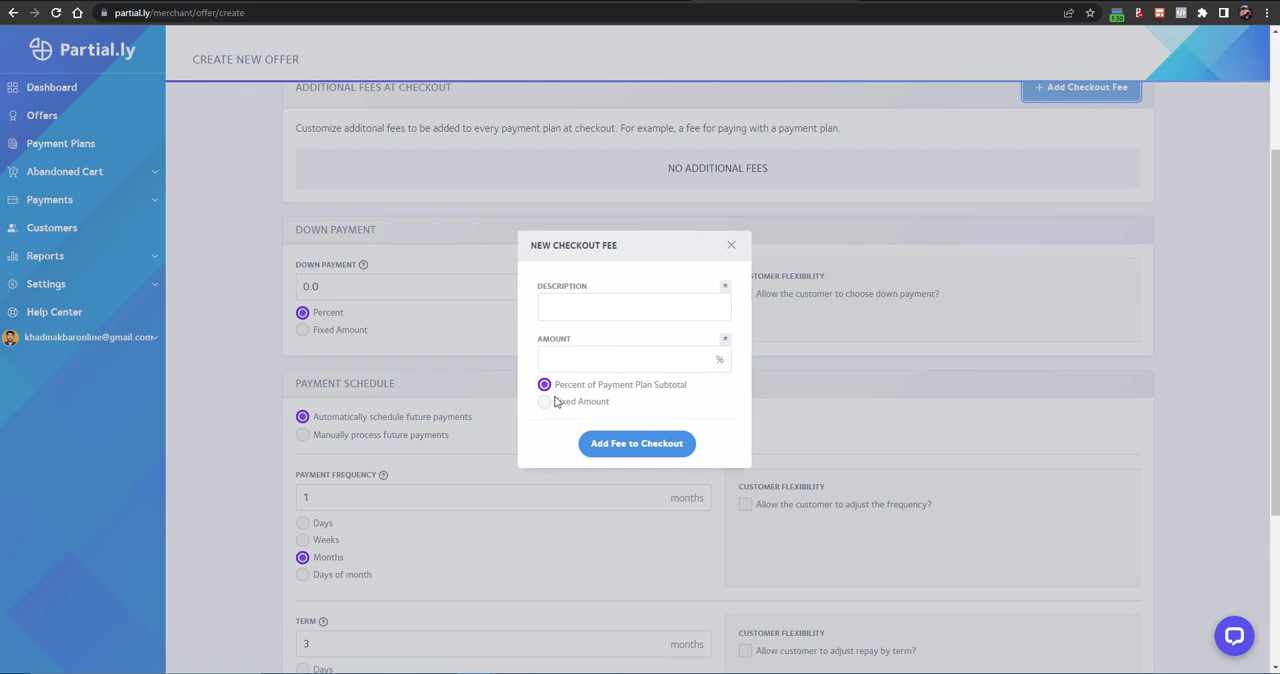 partial.ly/merchant/offer/create
1:30
Partial.ly
CREATE NEW OFFER
Dashboard
Offers
Payment Plans
Abandoned Cart
Payments
Customers
Reports
Settings
Help Center
khadinakbaronline@gmail.com
ADDITIONAL FEES AT CHECKOUT
+ Add Checkout Fee
Customize additonal fees to be added to every payment plan at checkout. For example, a fee for paying with a payment plan.
NO ADDITIONAL FEES
DOWN PAYMENT
DOWN PAYMENT ?
0.0
Percent
Fixed Amount
CUSTOMER FLEXIBILITY
Allow the customer to choose down payment?
NEW CHECKOUT FEE
DESCRIPTION *
AMOUNT *
%
Percent of Payment Plan Subtotal
Fixed Amount
Add Fee to Checkout
PAYMENT SCHEDULE
Automatically schedule future payments
Manually process future payments
PAYMENT FREQUENCY ?
1 months
Days
Weeks
Months
Days of month
CUSTOMER FLEXIBILITY
Allow the customer to adjust the frequency?
TERM ?
3 months
Days
CUSTOMER FLEXIBILITY
Allow customer to adjust repay by term?